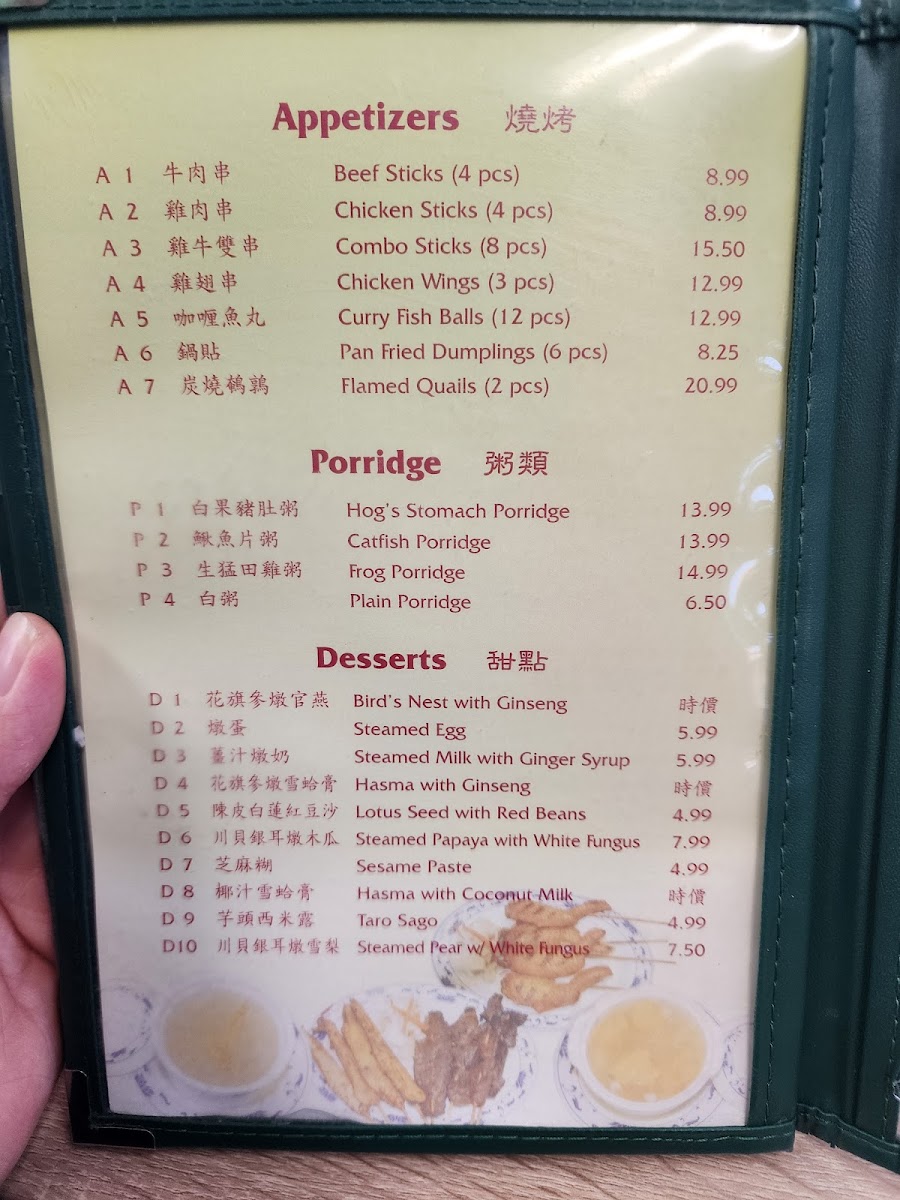 Appetizers 燒烤
A 1 牛肉串 Beef Sticks (4 pcs) 8.99
A 2 雞肉串 Chicken Sticks (4 pcs) 8.99
A 3 雞牛雙串 Combo Sticks (8 pcs) 15.50
A 4 雞翅串 Chicken Wings (3 pcs) 12.99
A 5 咖喱魚丸 Curry Fish Balls (12 pcs) 12.99
A 6 鍋貼 Pan Fried Dumplings (6 pcs) 8.25
A 7 炭燒鵪鶉 Flamed Quails (2 pcs) 20.99
Porridge 粥類
P 1 白果豬肚粥 Hog's Stomach Porridge 13.99
P 2 鰍魚片粥 Catfish Porridge 13.99
P 3 生猛田雞粥 Frog Porridge 14.99
P 4 白粥 Plain Porridge 6.50
Desserts 甜點
D 1 花旗參燉官燕 Bird's Nest with Ginseng 時價
D 2 燉蛋 Steamed Egg 5.99
D 3 薑汁燉奶 Steamed Milk with Ginger Syrup 5.99
D 4 花旗參燉雪蛤膏 Hasma with Ginseng 時價
D 5 陳皮白蓮紅豆沙 Lotus Seed with Red Beans 4.99
D 6 川貝銀耳燉木瓜 Steamed Papaya with White Fungus 7.99
D 7 芝麻糊 Sesame Paste 4.99
D 8 椰汁雪蛤膏 Hasma with Coconut Milk 時價
D 9 芋頭西米露 Taro Sago 4.99
D10 川貝銀耳燉雪梨 Steamed Pear w/ White Fungus 7.50